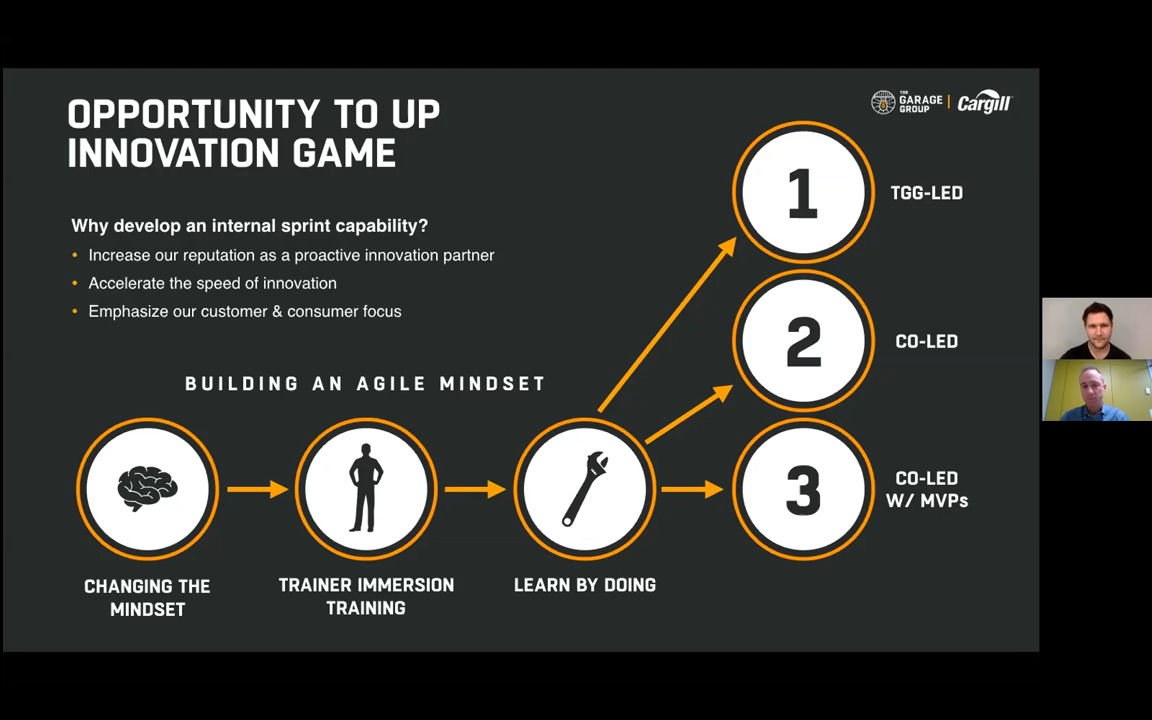 OPPORTUNITY TO UP
INNOVATION GAME
THE
GARAGE
GROUP
Cargill
Why develop an internal sprint capability?
• Increase our reputation as a proactive innovation partner
• Accelerate the speed of innovation
• Emphasize our customer & consumer focus
BUILDING AN AGILE MINDSET
1
TGG-LED
2
CO-LED
3
CO-LED
W/ MVPs
CHANGING THE
MINDSET
TRAINER IMMERSION
TRAINING
LEARN BY DOING